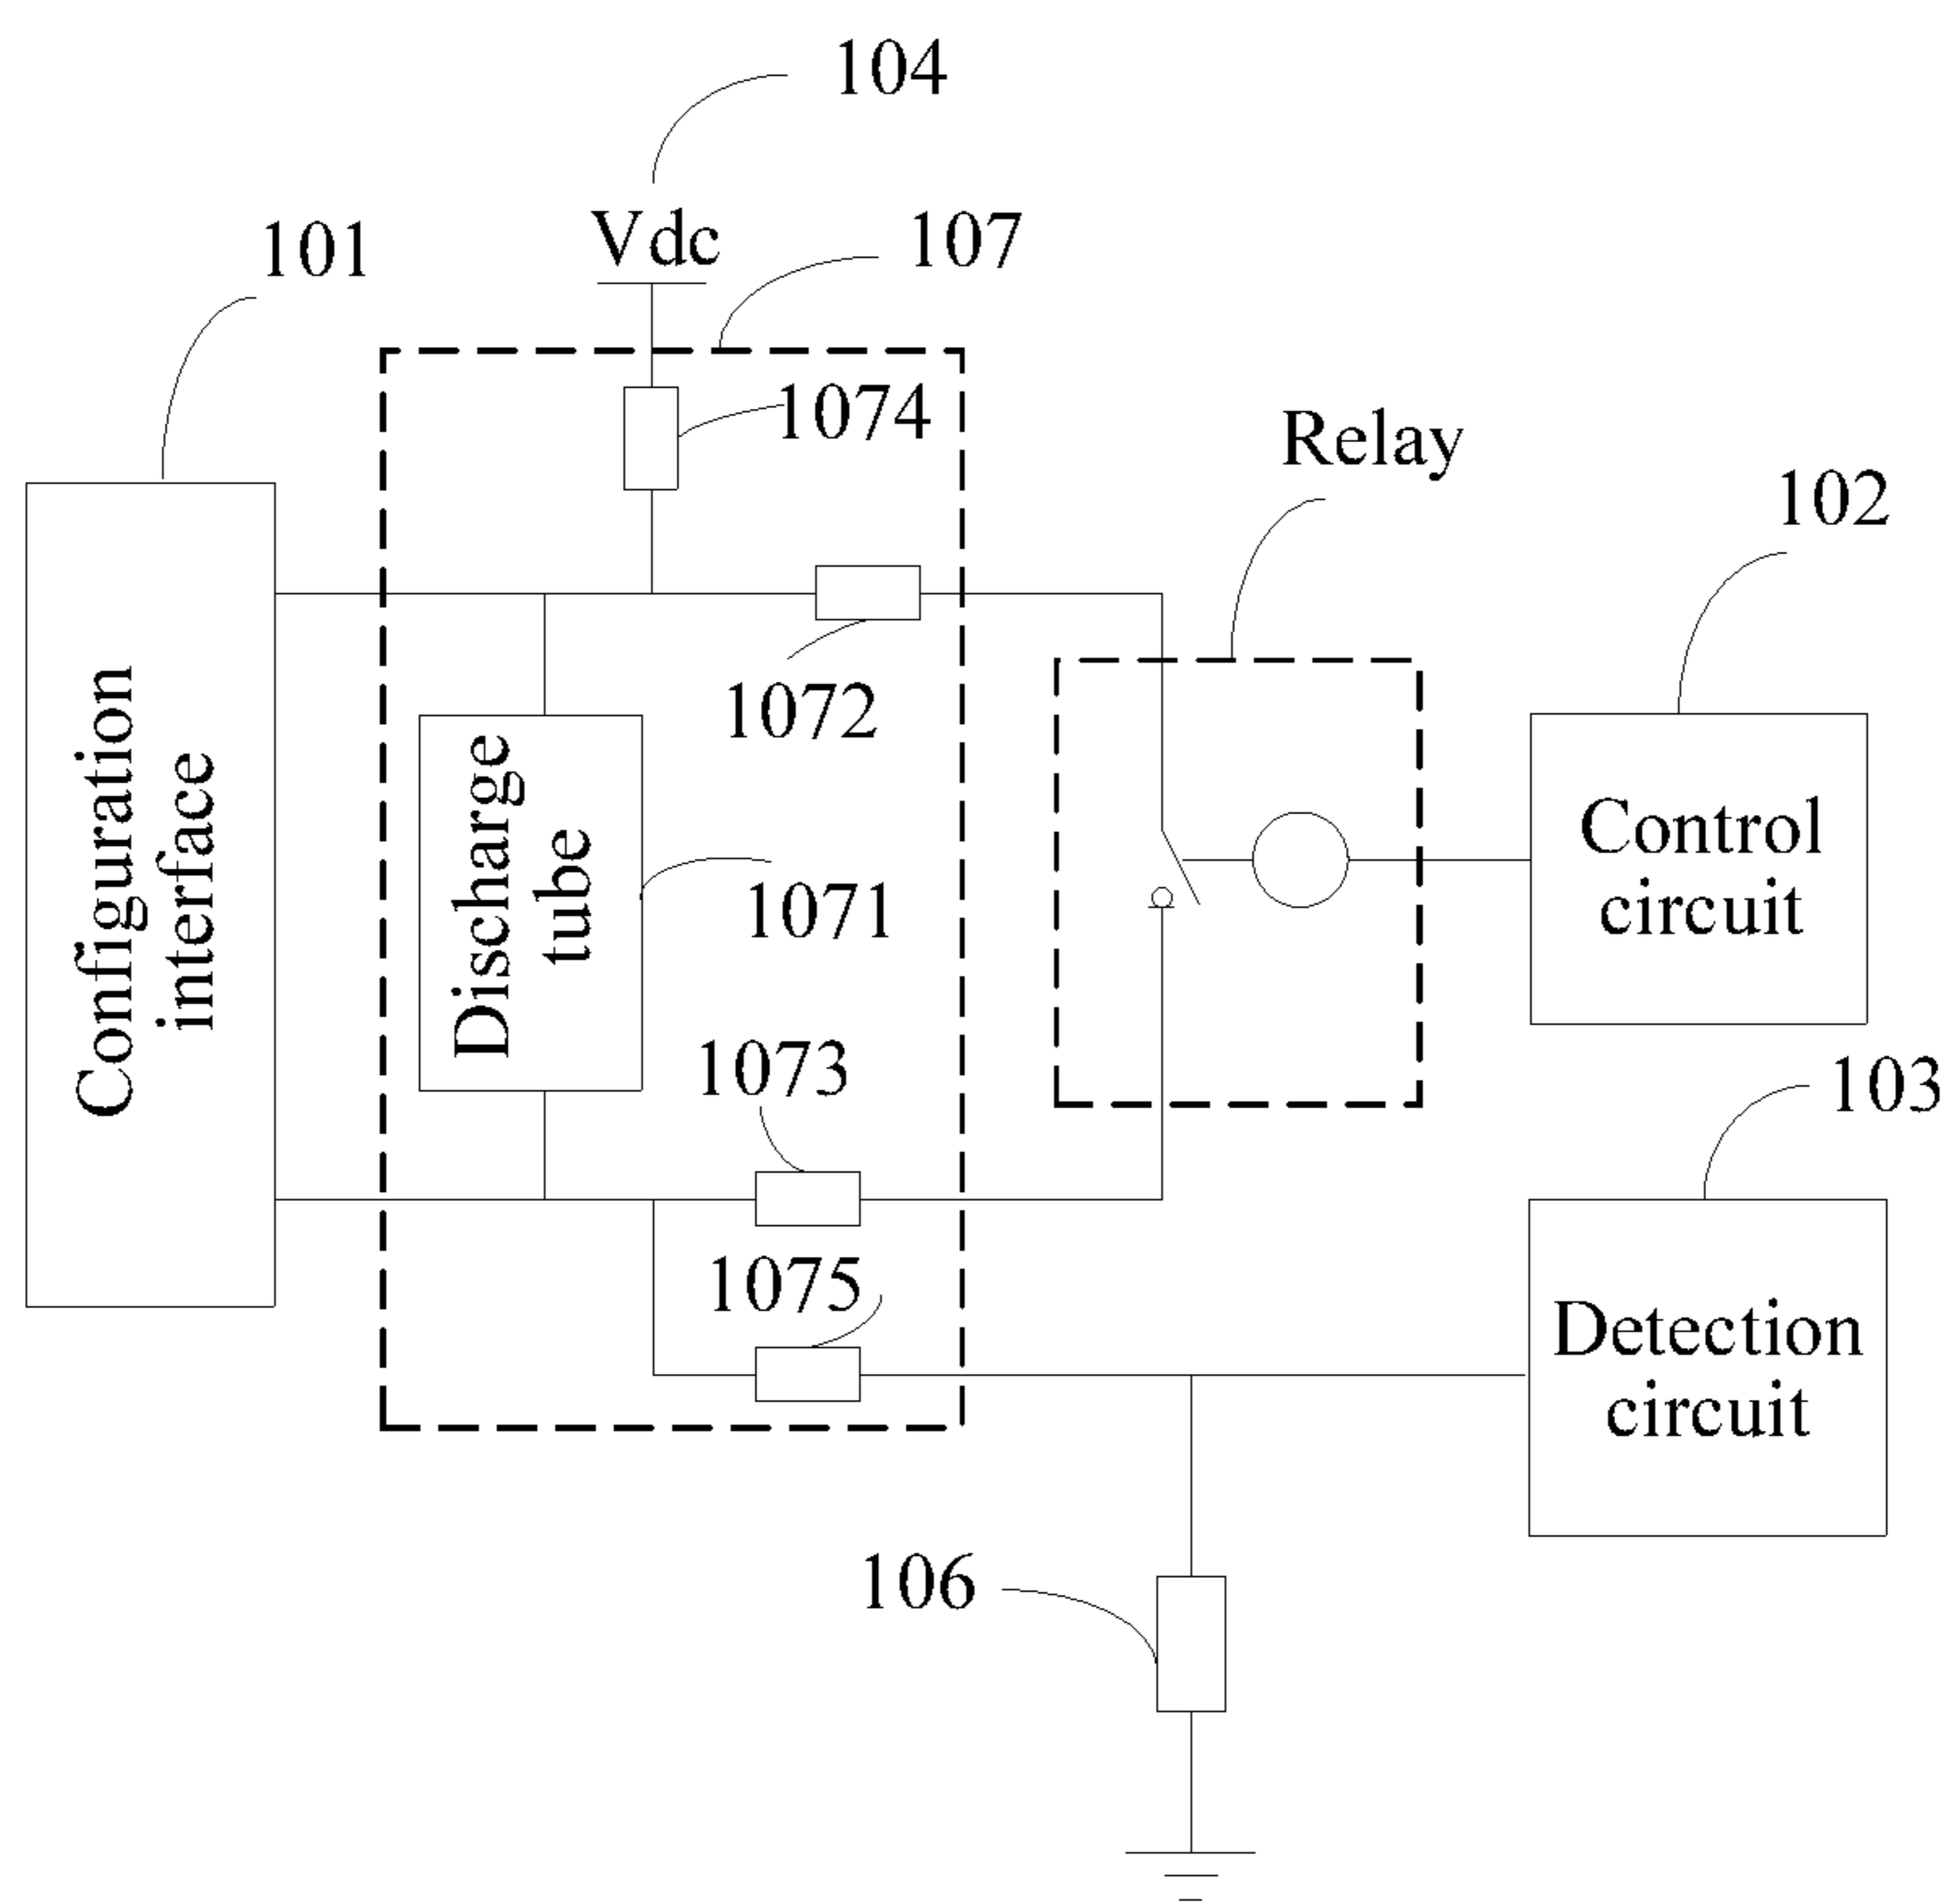 104
Vdc
107
101
1074
Relay
102
1072
Configuration
interface
Discharge
tube
1071
Control
circuit
1073
103
1075
Detection
circuit
106